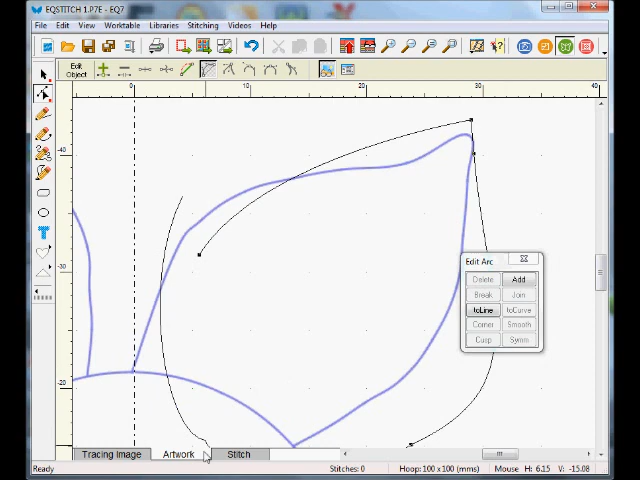 EQSTITCH 1.P7E - EQ7
File Edit View Worktable Libraries Stitching Videos Help
Edit Object
0 10 20 30 40
-40
-30
-20
Edit Arc
Delete Add
Break Join
toLine toCurve
Corner Smooth
Cusp Symm
Tracing Image Artwork Stitch
Ready Stitches: 0 Hoop: 100 x 100 (mms) Mouse H: 6.15 V: -15.08